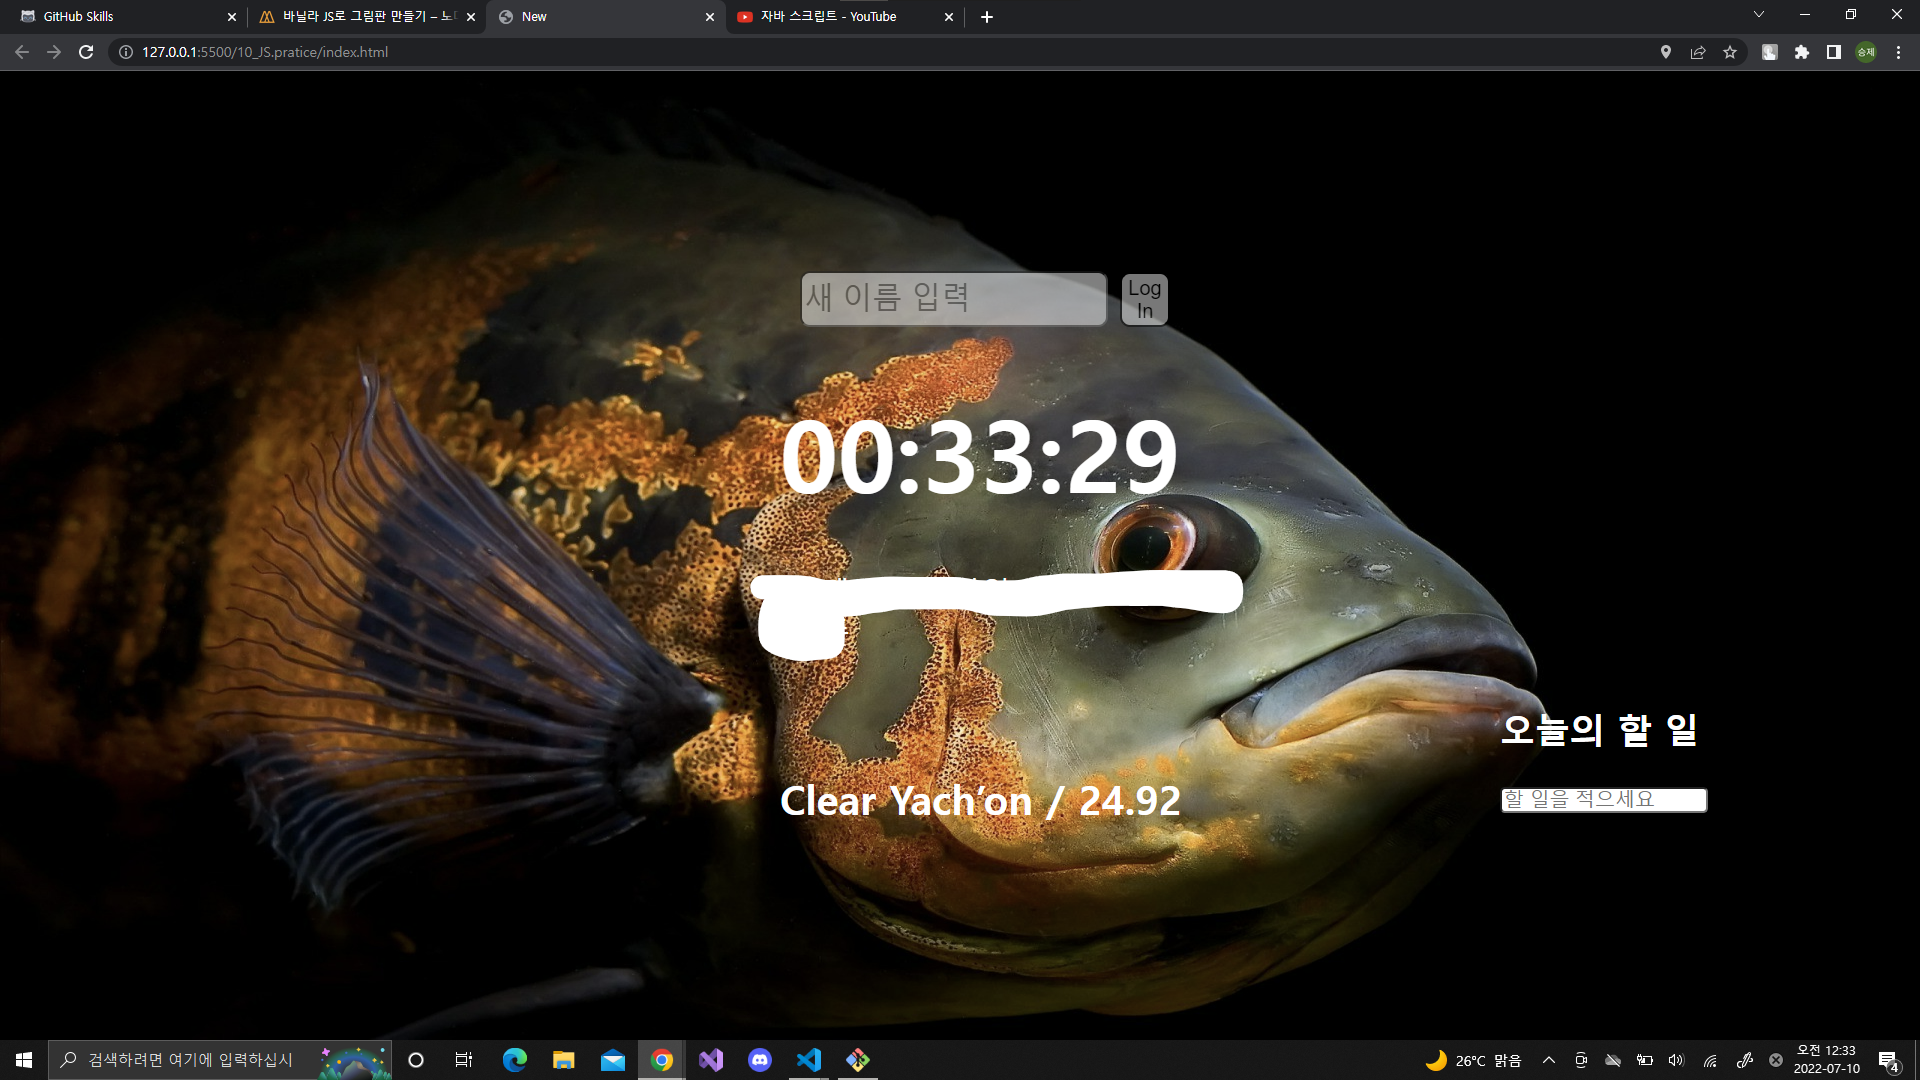 GitHub Skills
바닐라 JS로 그림판 만들기 – 노
New
자바 스크립트 - YouTube
127.0.0.1:5500/10_JS.pratice/index.html
승제
새 이름 입력
Log
In
00:33:29
Clear Yach'on / 24.92
오늘의 할 일
할 일을 적으세요
검색하려면 여기에 입력하십시
26°C 맑음
오전 12:33
2022-07-10
4